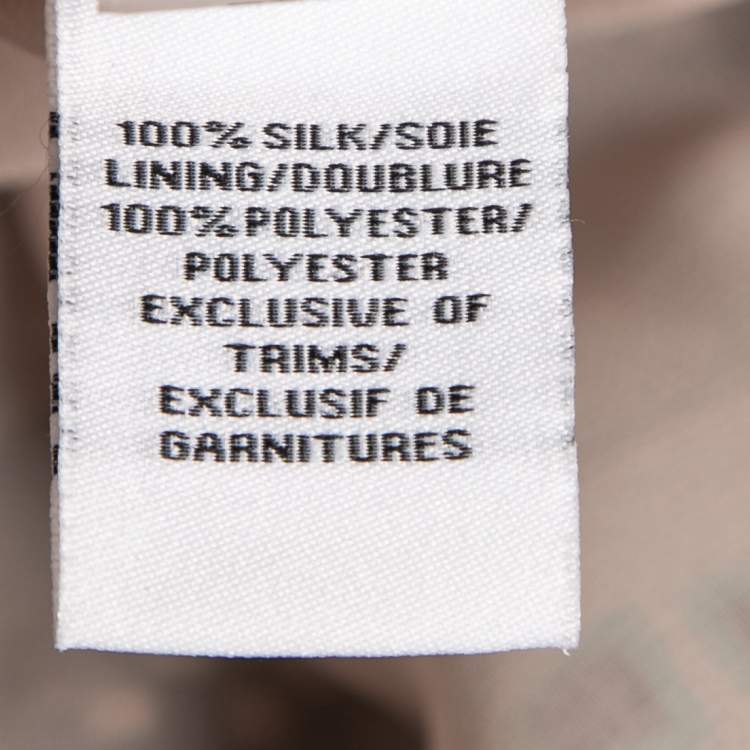 100% SILK/SOIE
LINING/DOUBLURE
100% POLYESTER/
POLYESTER
EXCLUSIVE OF
TRIMS/
EXCLUSIF DE
GARNITURES